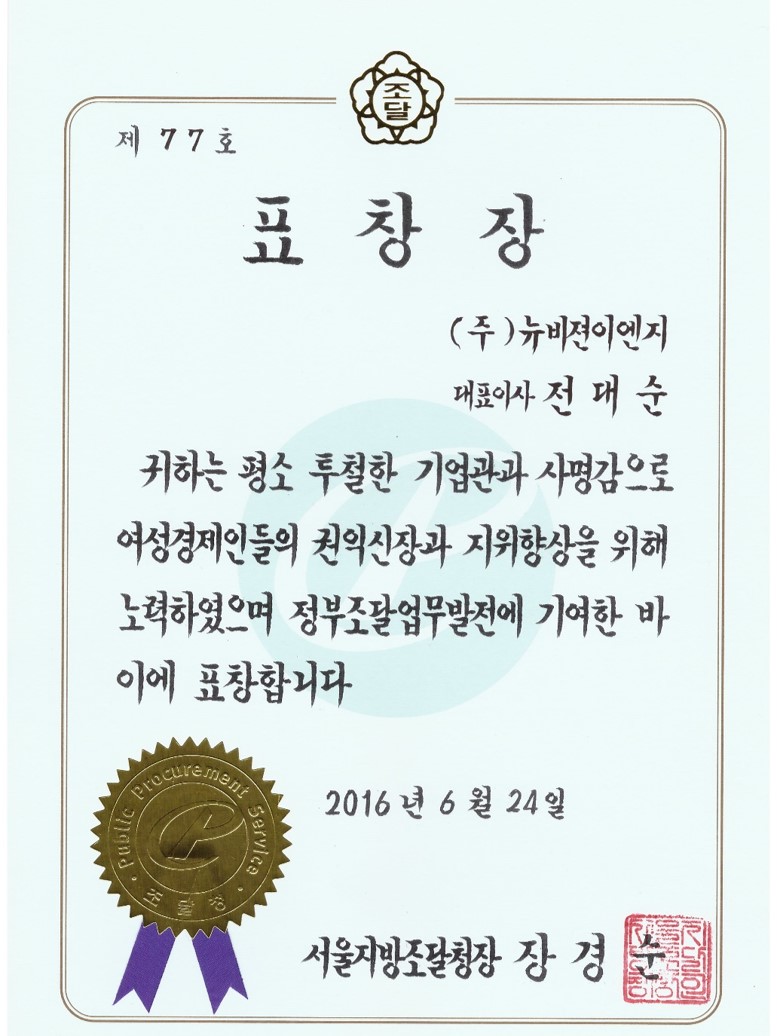 조달
제 77 호
표 창 장
(주)뉴비젼이엔지
대표이사 전 대 순
귀하는 평소 투철한 기업관과 사명감으로
여성경제인들의 권익신장과 지위향상을 위해
노력하였으며 정부조달업무발전에 기여한 바
이에 표창합니다
2016 년 6 월 24 일
Public Procurement Service
조달청
서울지방조달청장 장 경 순